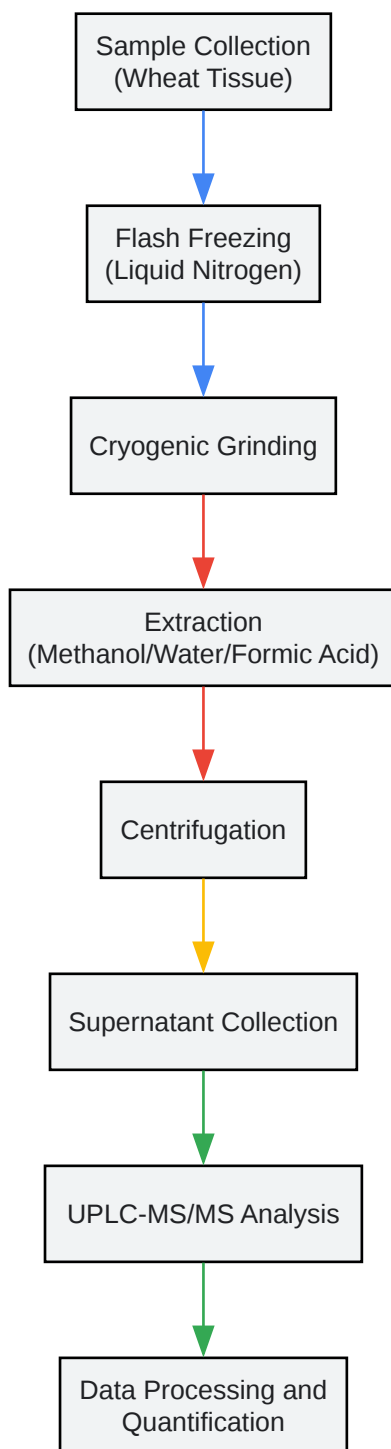 Sample Collection
(Wheat Tissue)
Flash Freezing
(Liquid Nitrogen)
Cryogenic Grinding
Extraction
(Methanol/Water/Formic Acid)
Centrifugation
Supernatant Collection
UPLC-MS/MS Analysis
Data Processing and
Quantification